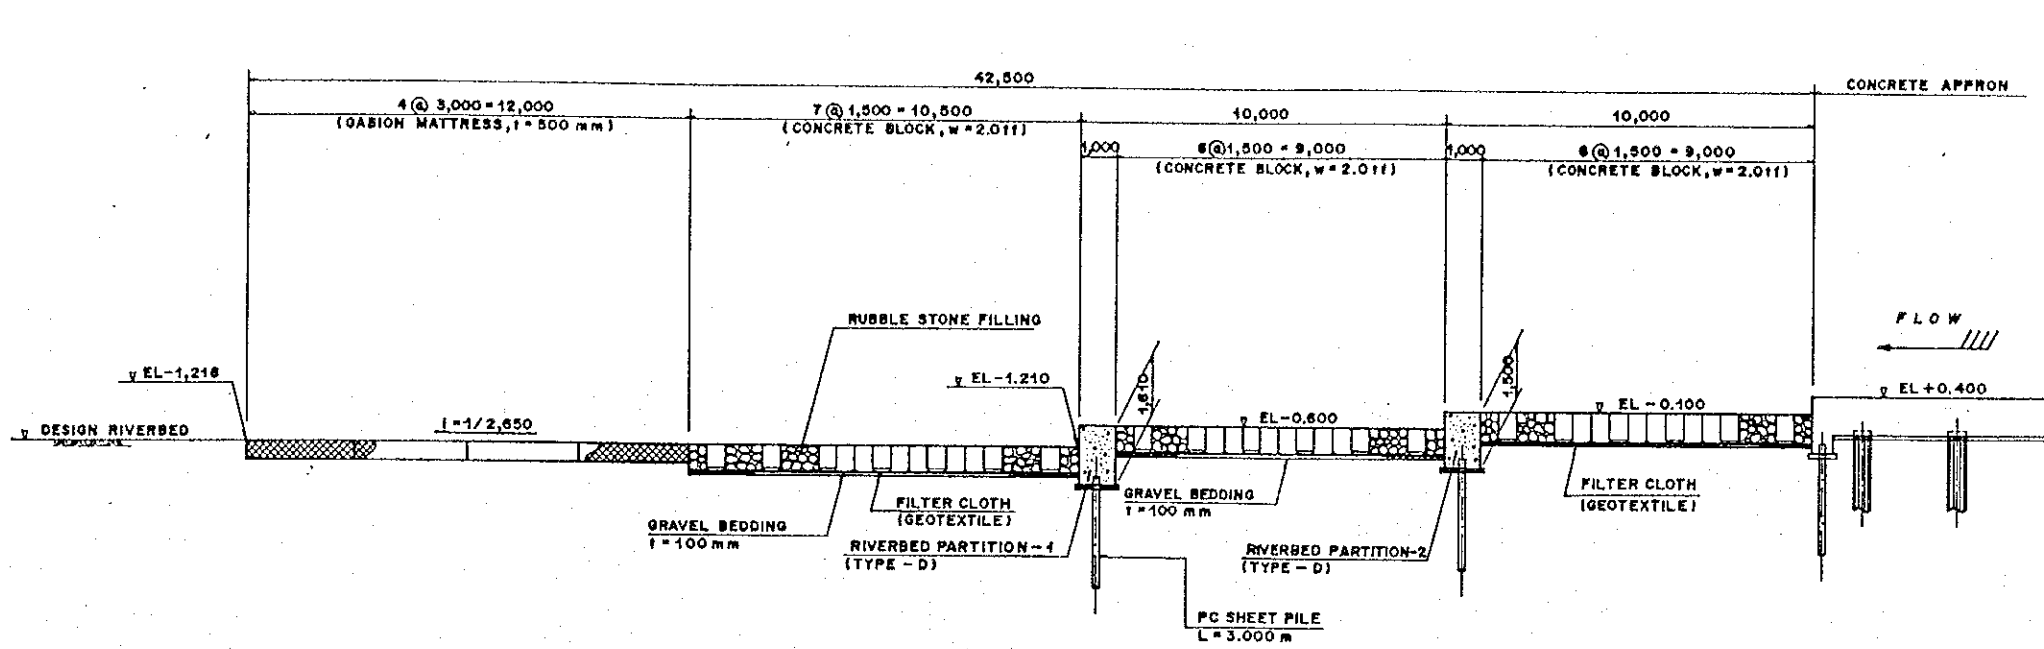 42,500
CONCRETE APPRON
4 @ 3,000 = 12,000
(GABION MATTRESS, t = 500 mm)
7 @ 1,500 = 10,500
(CONCRETE BLOCK, w = 2.0tf)
10,000
10,000
1,000
6 @ 1,500 = 9,000
(CONCRETE BLOCK, w = 2.0tf)
1,000
6 @ 1,500 = 9,000
(CONCRETE BLOCK, w = 2.0tf)
RUBBLE STONE FILLING
FLOW
EL-1,216
EL-1.210
1,610
1,500
EL+0.400
EL-0.100
EL-0.600
DESIGN RIVERBED
i=1/2,650
GRAVEL BEDDING
t=100 mm
FILTER CLOTH
(GEOTEXTILE)
RIVERBED PARTITION-1
(TYPE-D)
GRAVEL BEDDING
t=100 mm
RIVERBED PARTITION-2
(TYPE-D)
FILTER CLOTH
(GEOTEXTILE)
PC SHEET PILE
L=3.000 m